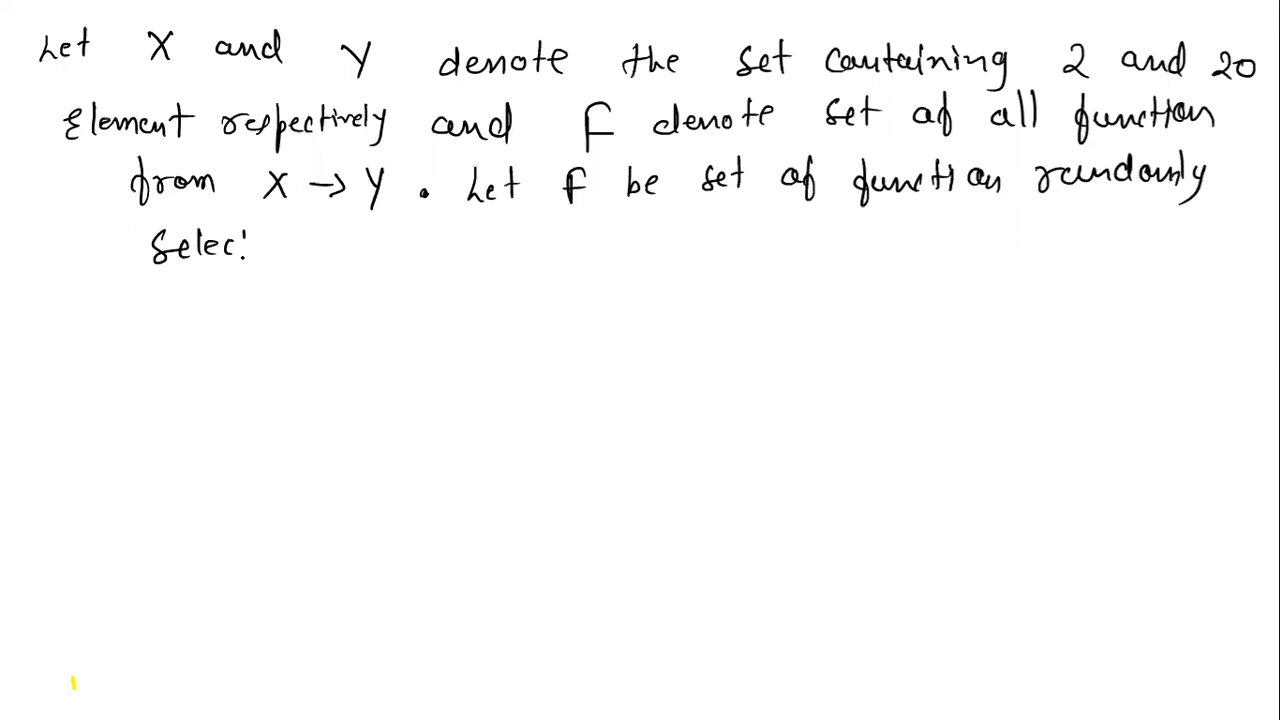 Let X and Y denote the set containing 2 and 20
Element respectively and F denote set of all function
from X → Y . Let F be set of function randomly
Selec